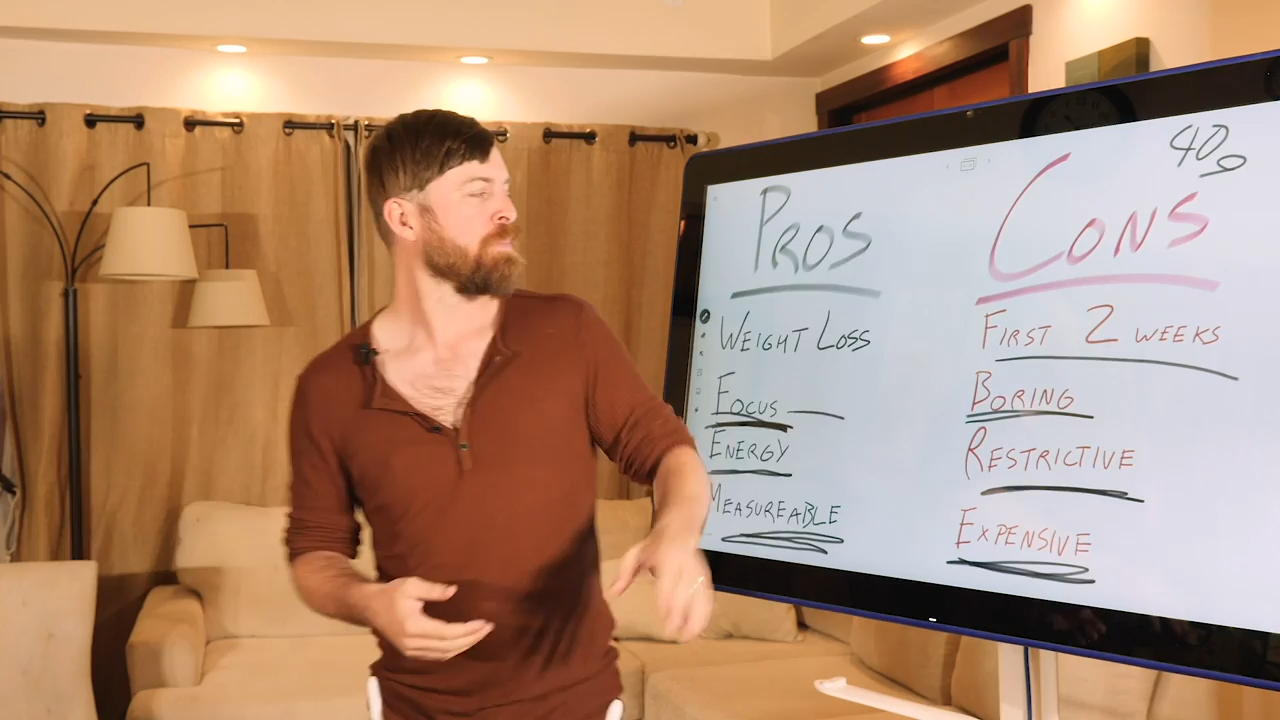 40g
PROS
WEIGHT LOSS
FOCUS
ENERGY
MEASUREABLE
CONS
FIRST 2 WEEKS
BORING
RESTRICTIVE
EXPENSIVE